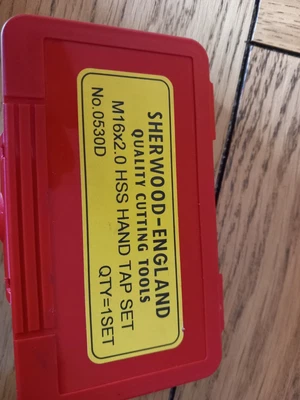 SHERWOOD-ENGLAND
QUALITY CUTTING TOOLS
M16x2.0 HSS HAND TAP SET
No.0530D QTY=1SET